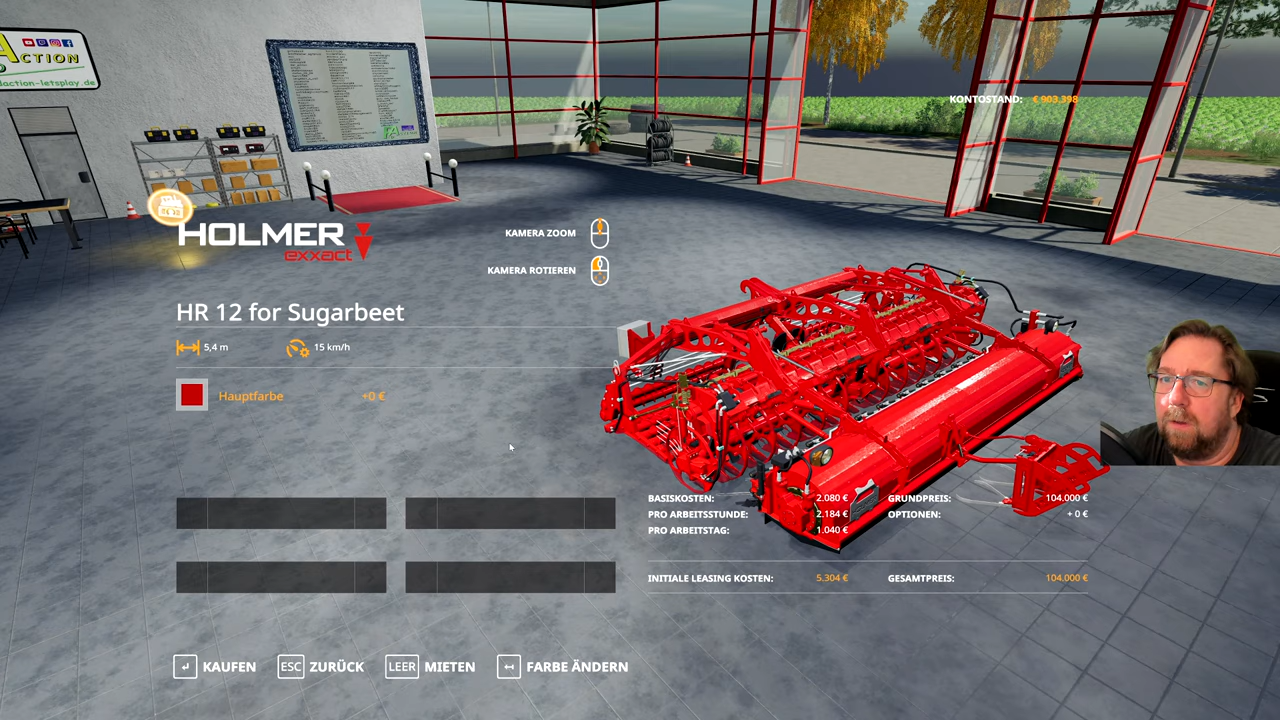 ACTION
daction-letsplay.de
KONTOSTAND: € 903.398
HOLMER
exxact
KAMERA ZOOM
KAMERA ROTIEREN
HR 12 for Sugarbeet
5,4 m
15 km/h
Hauptfarbe +0 €
BASISKOSTEN: 2.080 € GRUNDPREIS: 104.000 €
PRO ARBEITSSTUNDE: 2.184 € OPTIONEN: + 0 €
PRO ARBEITSTAG: 1.040 €
INITIALE LEASING KOSTEN: 5.304 € GESAMTPREIS: 104.000 €
KAUFEN ESC ZURÜCK LEER MIETEN FARBE ÄNDERN